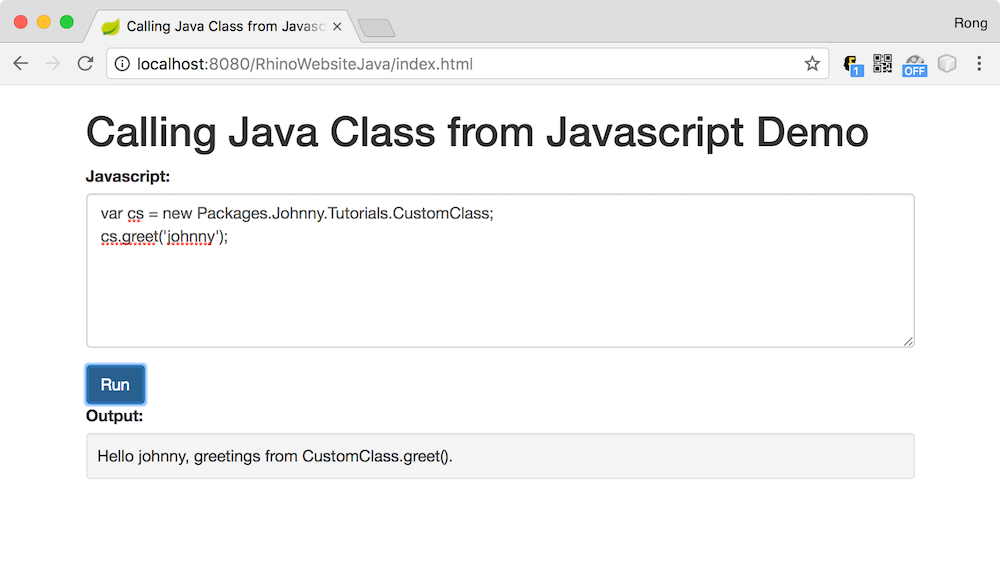 Calling Java Class from Javasc
Rong
localhost:8080/RhinoWebsiteJava/index.html
1
OFF
Calling Java Class from Javascript Demo
Javascript:
var cs = new Packages.Johnny.Tutorials.CustomClass;
cs.greet('johnny');
Run
Output:
Hello johnny, greetings from CustomClass.greet().